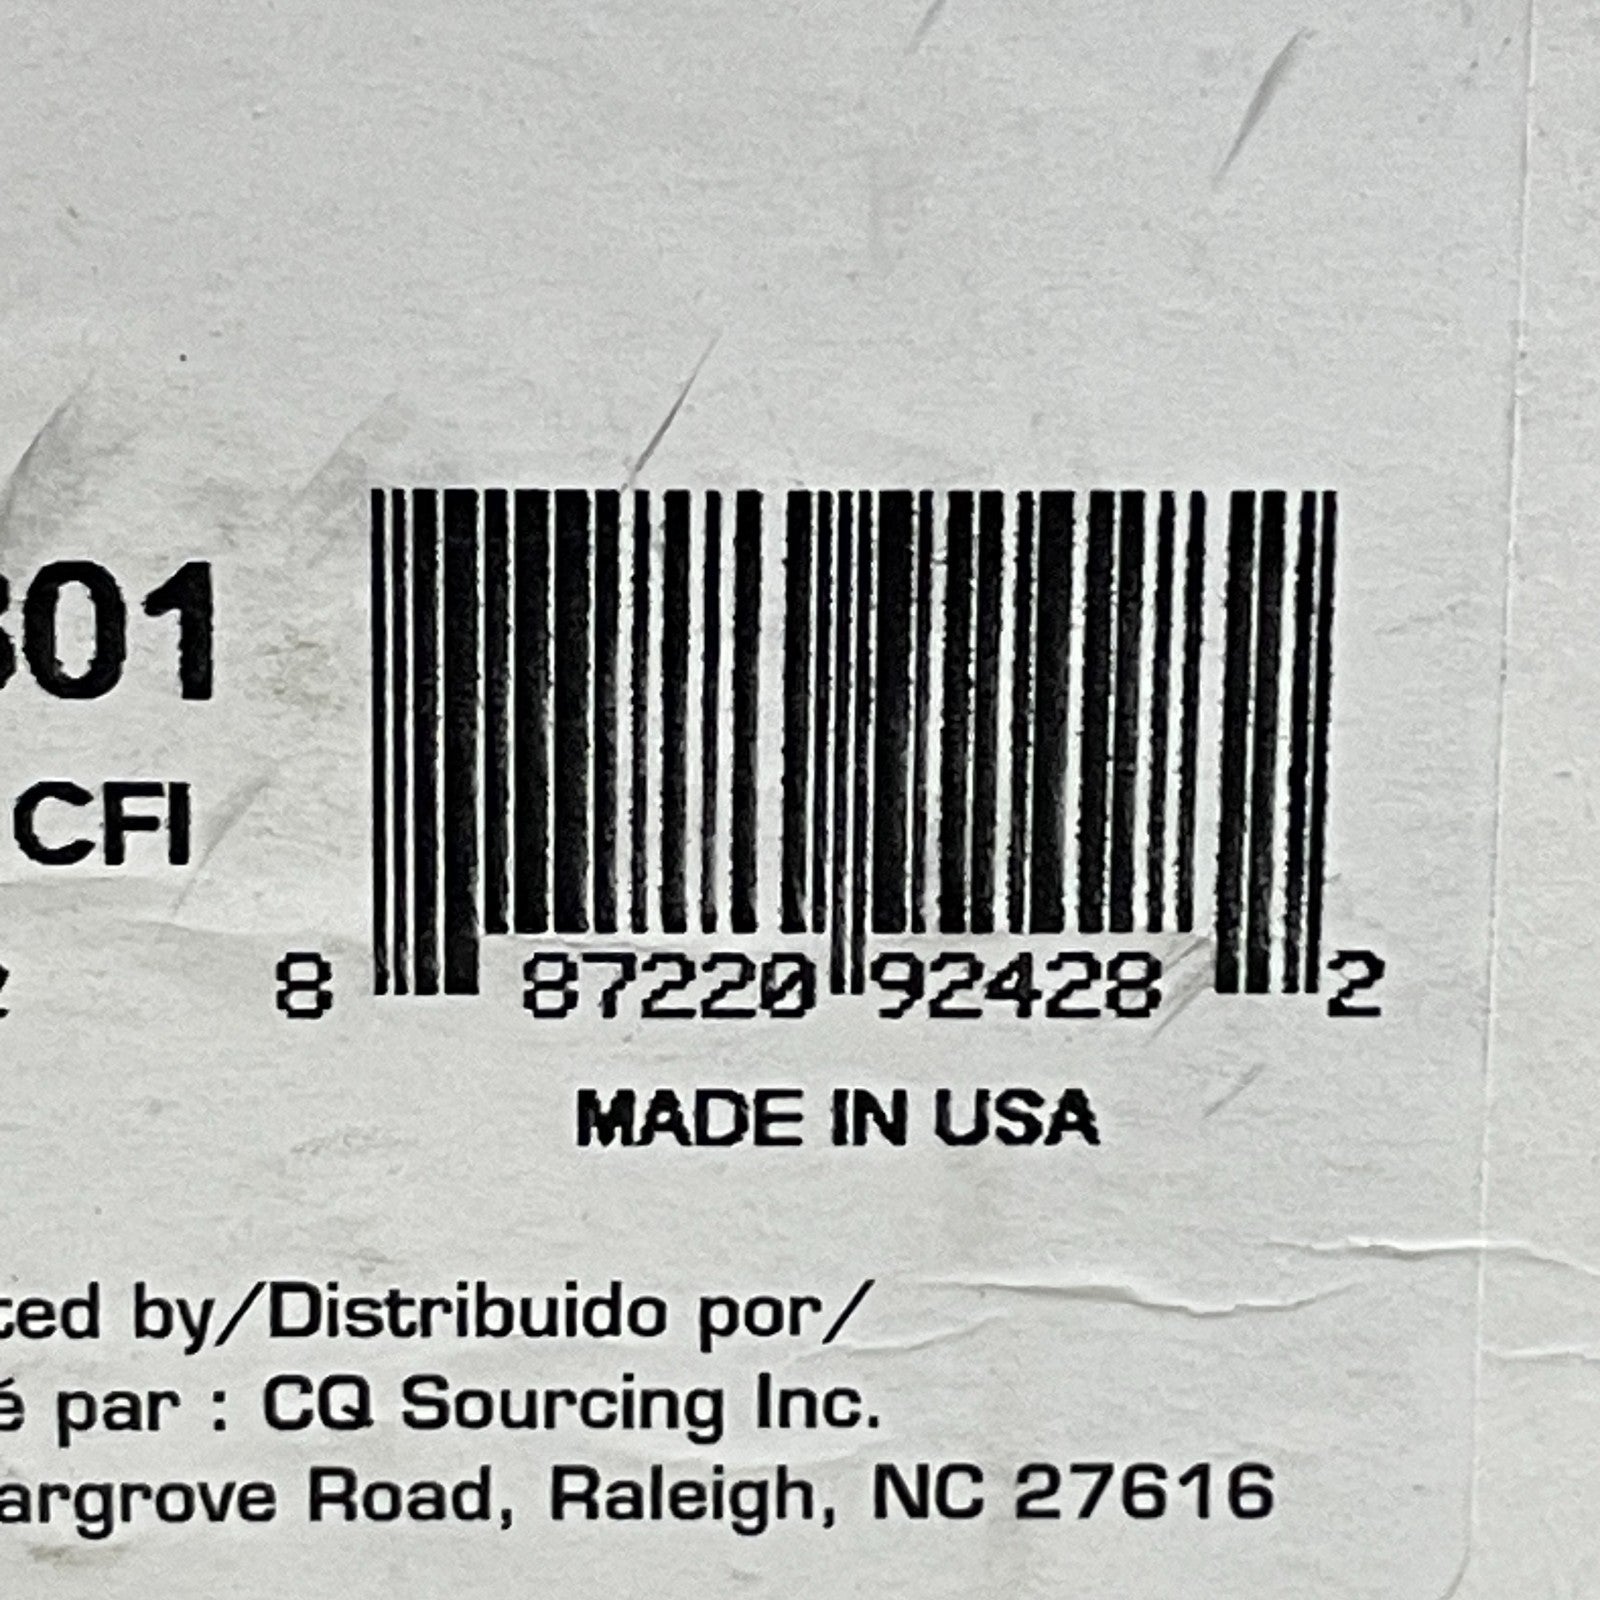 301
CFI
8 87220 92428 2
MADE IN USA
ted by/Distribuido por/
é par : CQ Sourcing Inc.
argrove Road, Raleigh, NC 27616